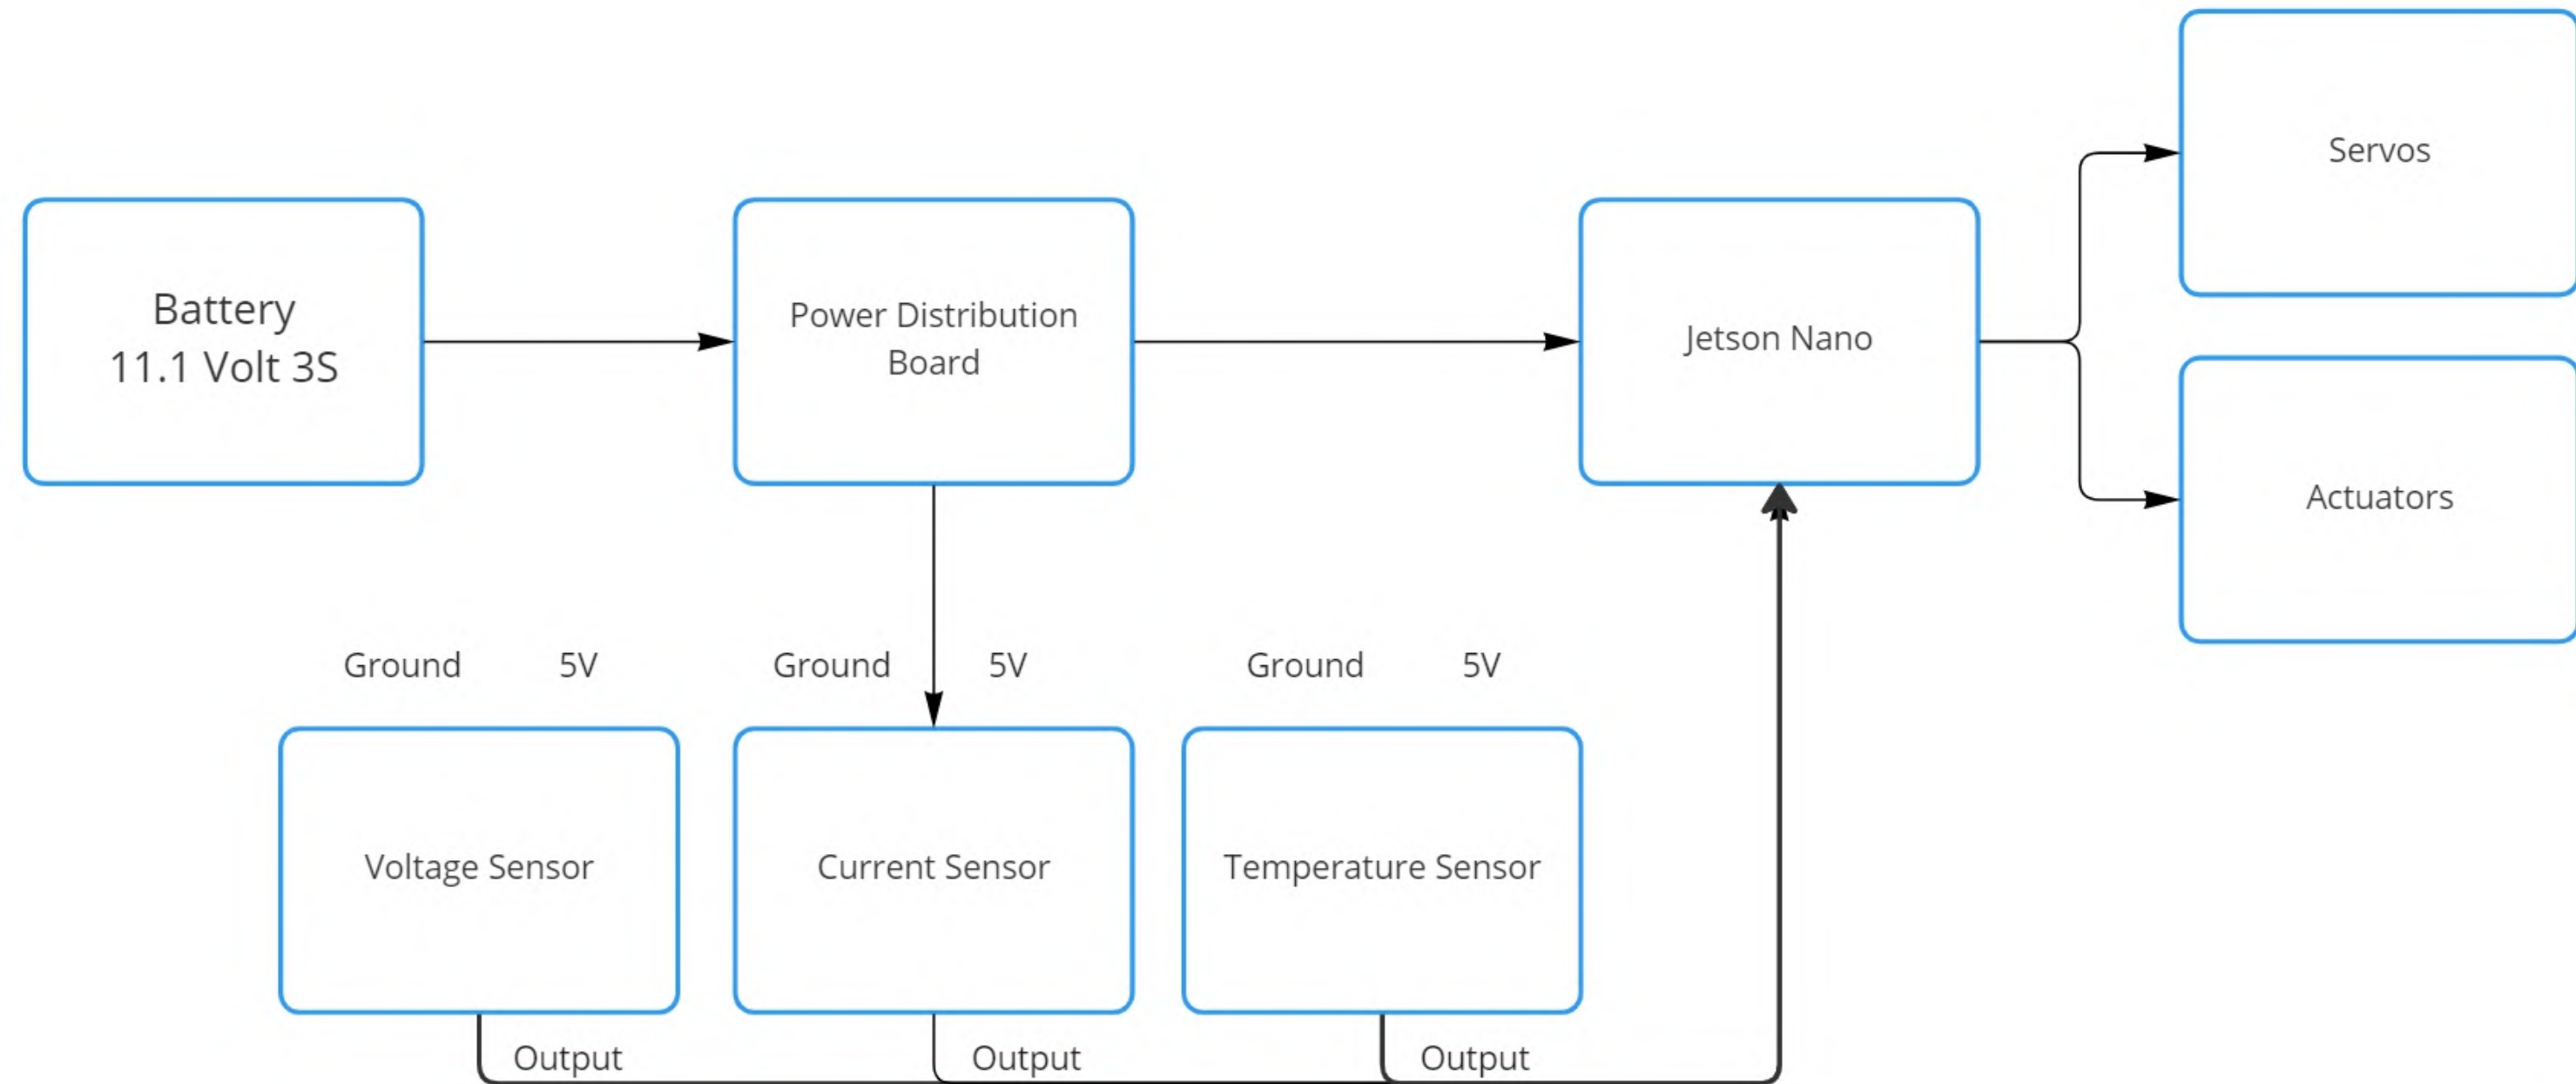 Servos
Battery
11.1 Volt 3S
Power Distribution
Board
Jetson Nano
Actuators
Ground 5V
Ground 5V
Ground 5V
Voltage Sensor
Current Sensor
Temperature Sensor
Output
Output
Output